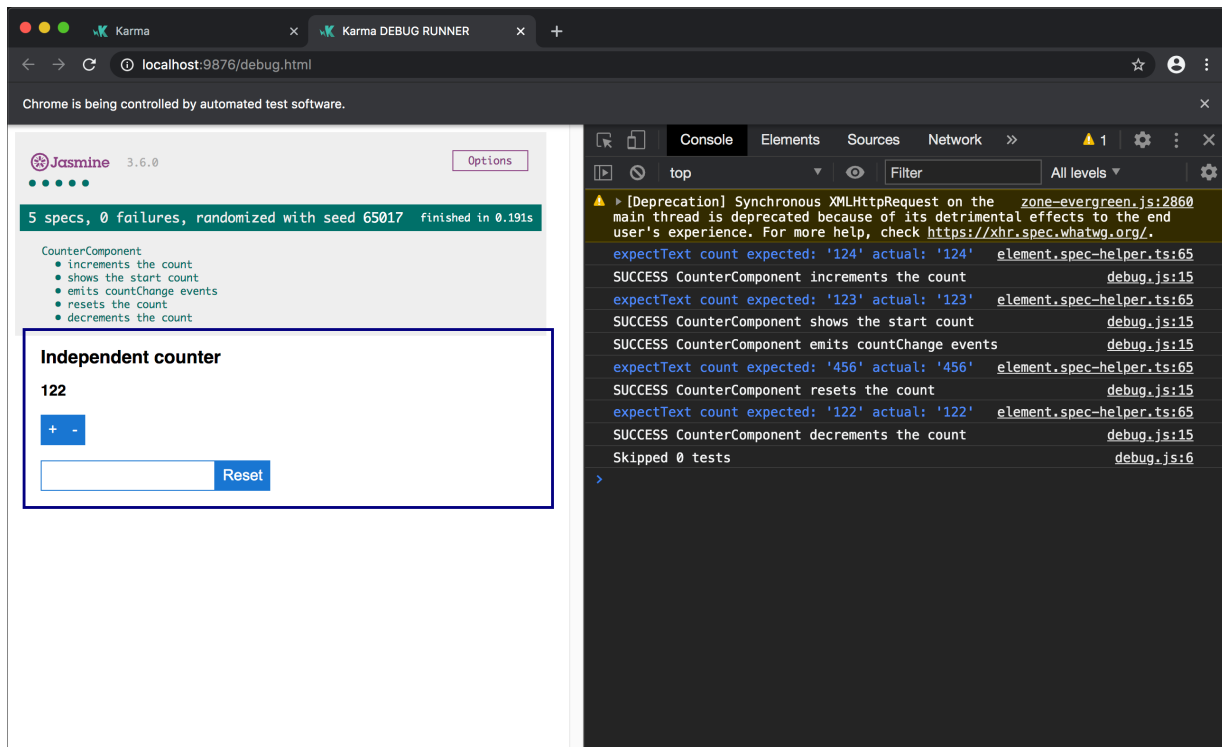 Karma
Karma DEBUG RUNNER
localhost:9876/debug.html
Chrome is being controlled by automated test software.
Jasmine 3.6.0
Options
5 specs, 0 failures, randomized with seed 65017 finished in 0.191s
CounterComponent
increments the count
shows the start count
emits countChange events
resets the count
decrements the count
Independent counter
122
+ -
Reset
Console Elements Sources Network » 1
top Filter All levels
[Deprecation] Synchronous XMLHttpRequest on the zone-evergreen.js:2860
main thread is deprecated because of its detrimental effects to the end
user's experience. For more help, check https://xhr.spec.whatwg.org/.
expectText count expected: '124' actual: '124' element.spec-helper.ts:65
SUCCESS CounterComponent increments the count debug.js:15
expectText count expected: '123' actual: '123' element.spec-helper.ts:65
SUCCESS CounterComponent shows the start count debug.js:15
SUCCESS CounterComponent emits countChange events debug.js:15
expectText count expected: '456' actual: '456' element.spec-helper.ts:65
SUCCESS CounterComponent resets the count debug.js:15
expectText count expected: '122' actual: '122' element.spec-helper.ts:65
SUCCESS CounterComponent decrements the count debug.js:15
Skipped 0 tests debug.js:6